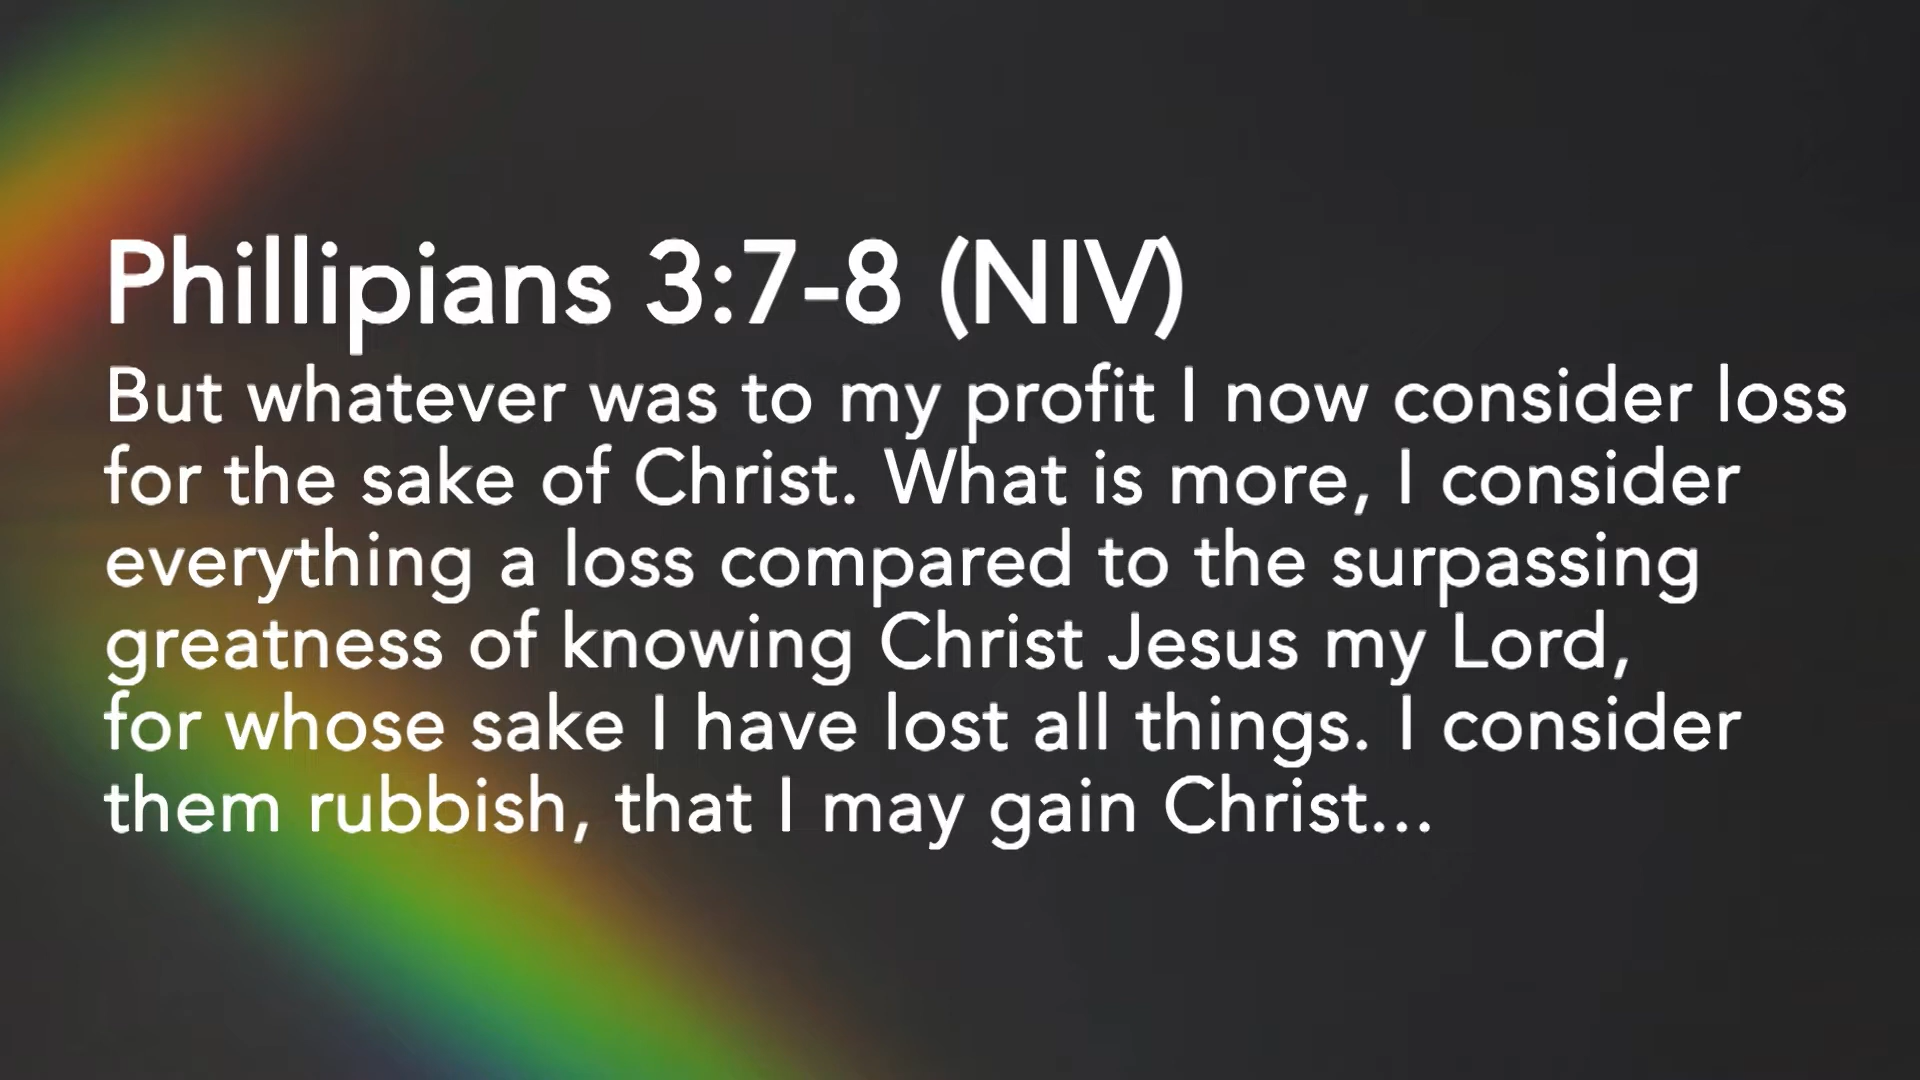 Phillipians 3:7-8 (NIV)
But whatever was to my profit I now consider loss
for the sake of Christ. What is more, I consider
everything a loss compared to the surpassing
greatness of knowing Christ Jesus my Lord,
for whose sake I have lost all things. I consider
them rubbish, that I may gain Christ...